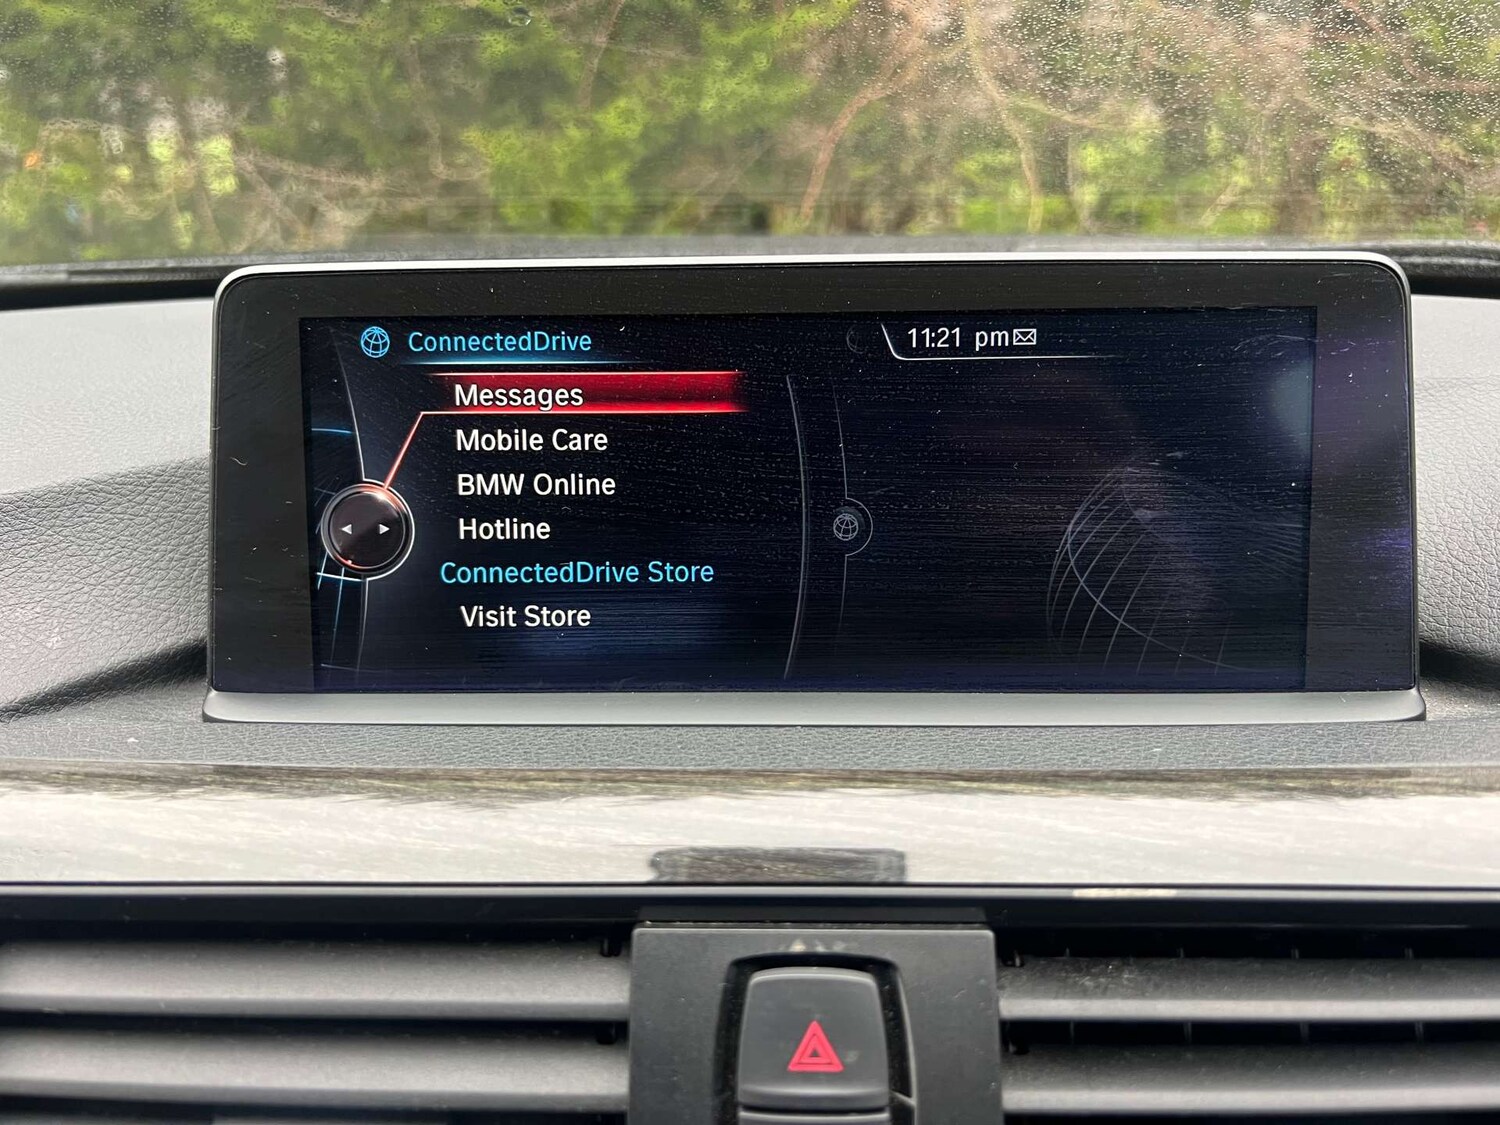 ConnectedDrive
11:21 pm
Messages
Mobile Care
BMW Online
Hotline
ConnectedDrive Store
Visit Store